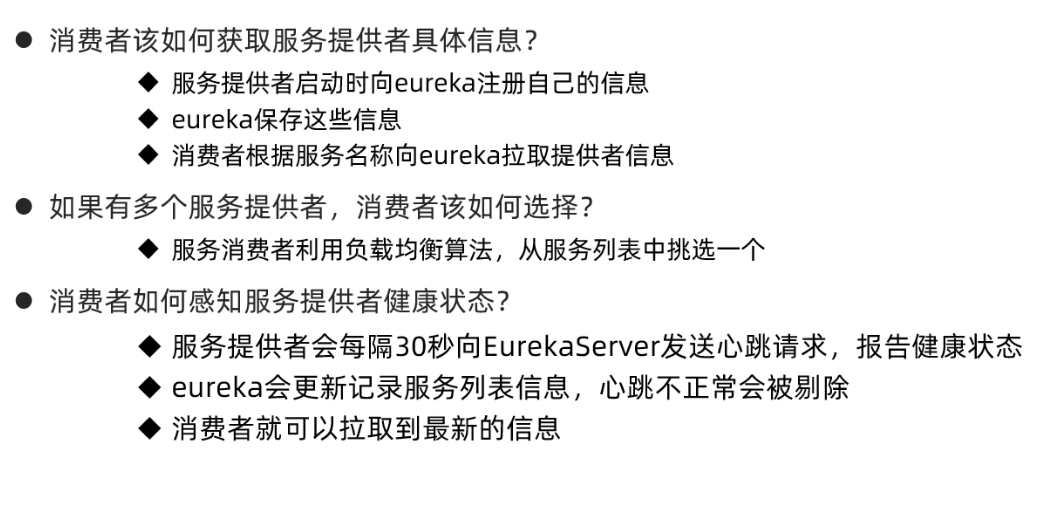 ● 消费者该如何获取服务提供者具体信息？
◆ 服务提供者启动时向eureka注册自己的信息
◆ eureka保存这些信息
◆ 消费者根据服务名称向eureka拉取提供者信息
● 如果有多个服务提供者，消费者该如何选择？
◆ 服务消费者利用负载均衡算法，从服务列表中挑选一个
● 消费者如何感知服务提供者健康状态？
◆ 服务提供者会每隔30秒向EurekaServer发送心跳请求，报告健康状态
◆ eureka会更新记录服务列表信息，心跳不正常会被剔除
◆ 消费者就可以拉取到最新的信息